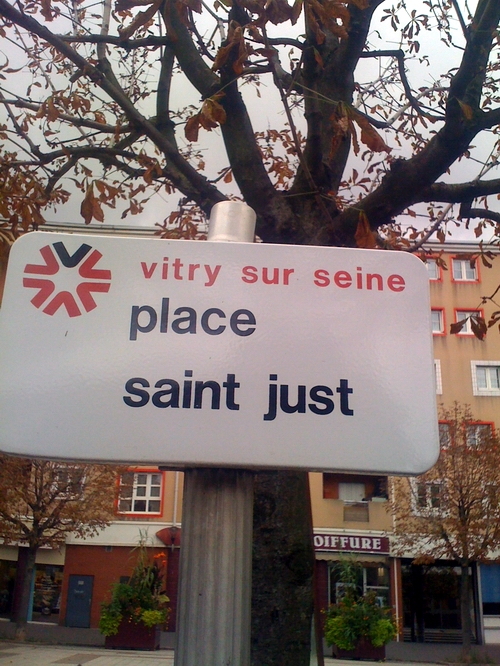 vitry sur seine
place
saint just
OIFFURE